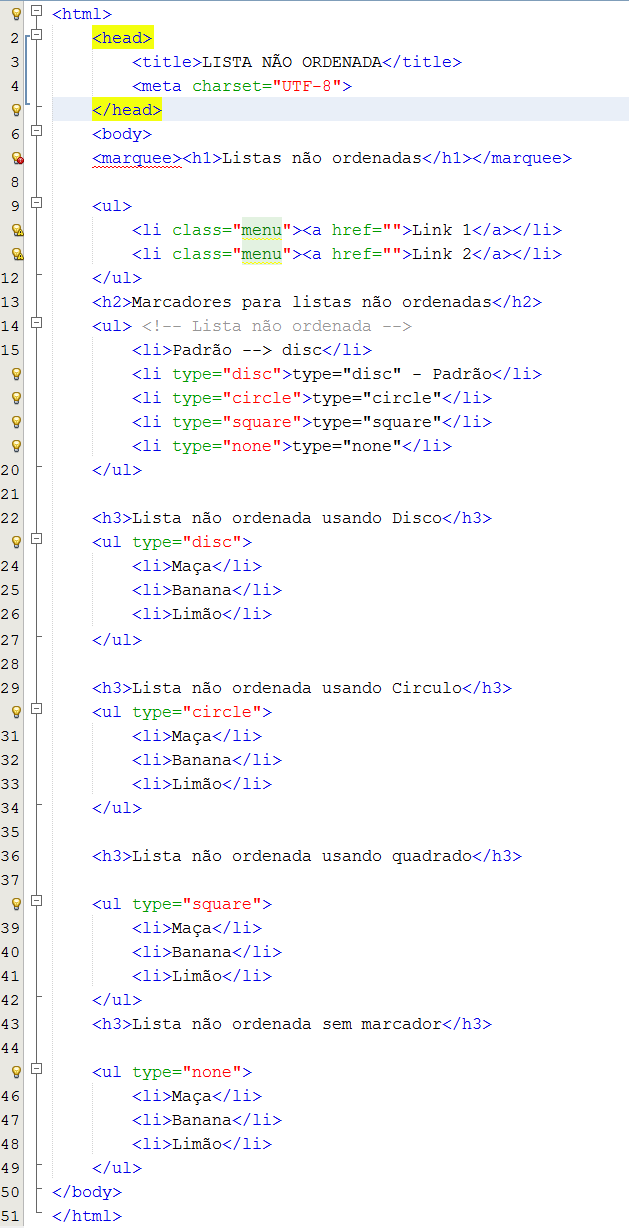 <html>
2 <head>
3 <title>LISTA NÃO ORDENADA</title>
4 <meta charset="UTF-8">
</head>
6 <body>
<marquee><h1>Listas não ordenadas</h1></marquee>
8
9 <ul>
<li class="menu"><a href="">Link 1</a></li>
<li class="menu"><a href="">Link 2</a></li>
12 </ul>
13 <h2>Marcadores para listas não ordenadas</h2>
14 <ul> <!-- Lista não ordenada -->
15 <li>Padrão --> disc</li>
<li type="disc">type="disc" - Padrão</li>
<li type="circle">type="circle"</li>
<li type="square">type="square"</li>
<li type="none">type="none"</li>
20 </ul>
21
22 <h3>Lista não ordenada usando Disco</h3>
<ul type="disc">
24 <li>Maça</li>
25 <li>Banana</li>
26 <li>Limão</li>
27 </ul>
28
29 <h3>Lista não ordenada usando Circulo</h3>
<ul type="circle">
31 <li>Maça</li>
32 <li>Banana</li>
33 <li>Limão</li>
34 </ul>
35
36 <h3>Lista não ordenada usando quadrado</h3>
37
<ul type="square">
39 <li>Maça</li>
40 <li>Banana</li>
41 <li>Limão</li>
42 </ul>
43 <h3>Lista não ordenada sem marcador</h3>
44
<ul type="none">
46 <li>Maça</li>
47 <li>Banana</li>
48 <li>Limão</li>
49 </ul>
50 </body>
51 </html>